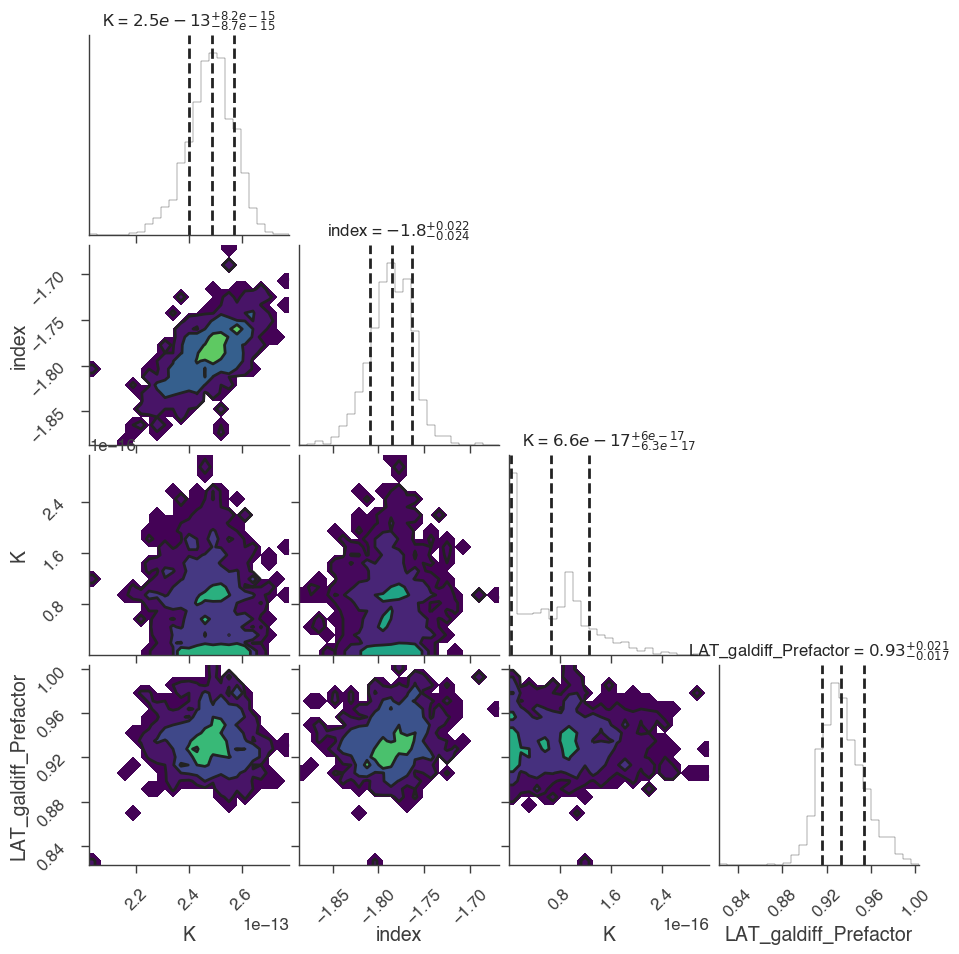 K = 2.5e−13 +8.2e−15 −8.7e−15
index = −1.8 +0.022 −0.024
−1.70
−1.75
index
−1.80
−1.85
K = 6.6e−17 +6e−17 −6.3e−17
2.4
K
1.6
0.8
LAT_galdiff_Prefactor = 0.93 +0.021 −0.017
1.00
0.96
LAT_galdiff_Prefactor
0.92
0.88
0.84
2.2 2.6 −1.85 −1.80 −1.75 −1.70 0.8 1.6 2.4 0.84 0.88 0.92 0.96 1.00
1e−13 1e−16
K index K LAT_galdiff_Prefactor